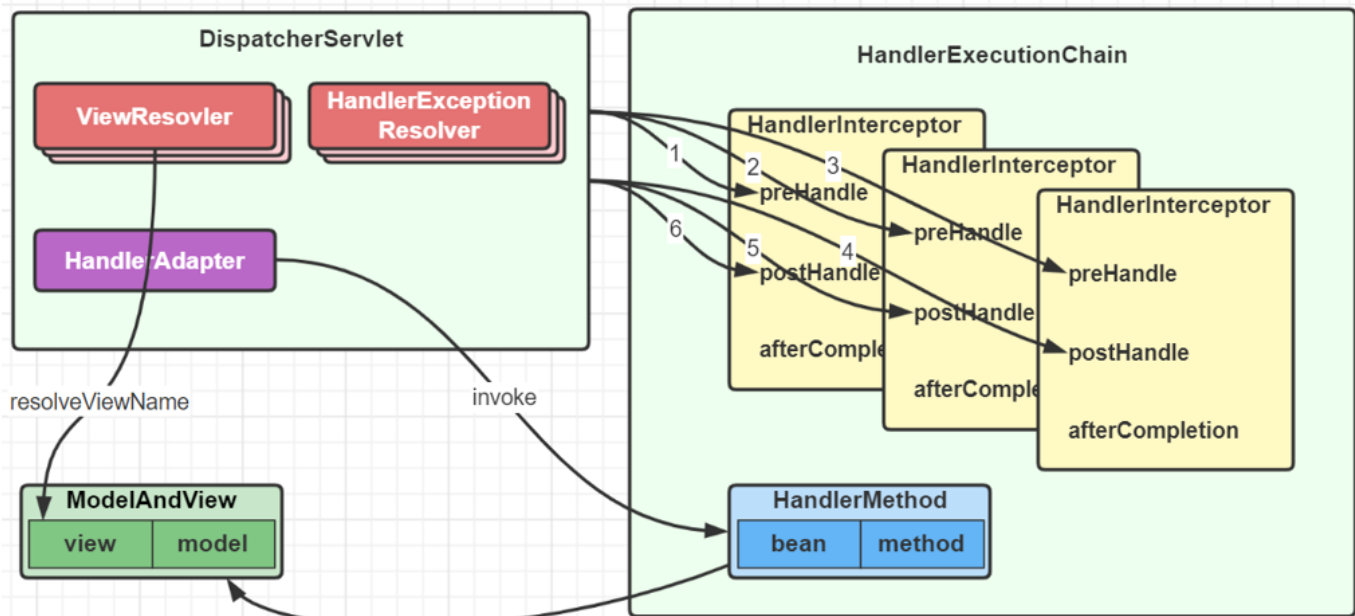 DispatcherServlet
ViewResovler
HandlerException
Resolver
HandlerAdapter
resolveViewName
invoke
ModelAndView
view
model
HandlerExecutionChain
HandlerInterceptor
preHandle
postHandle
afterComple
HandlerInterceptor
preHandle
postHandle
afterComple
HandlerInterceptor
preHandle
postHandle
afterCompletion
1
2
3
4
5
6
HandlerMethod
bean
method